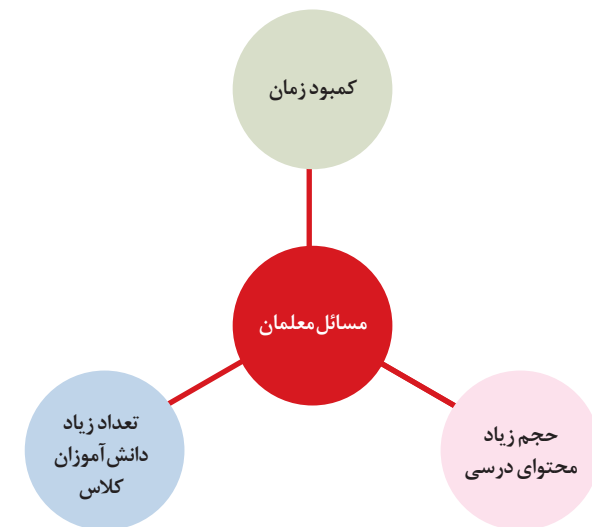 کمبود زمان
مسائل معلمان
حجم زیاد
محتوای درسی
تعداد زیاد
دانش‌آموزان
کلاس